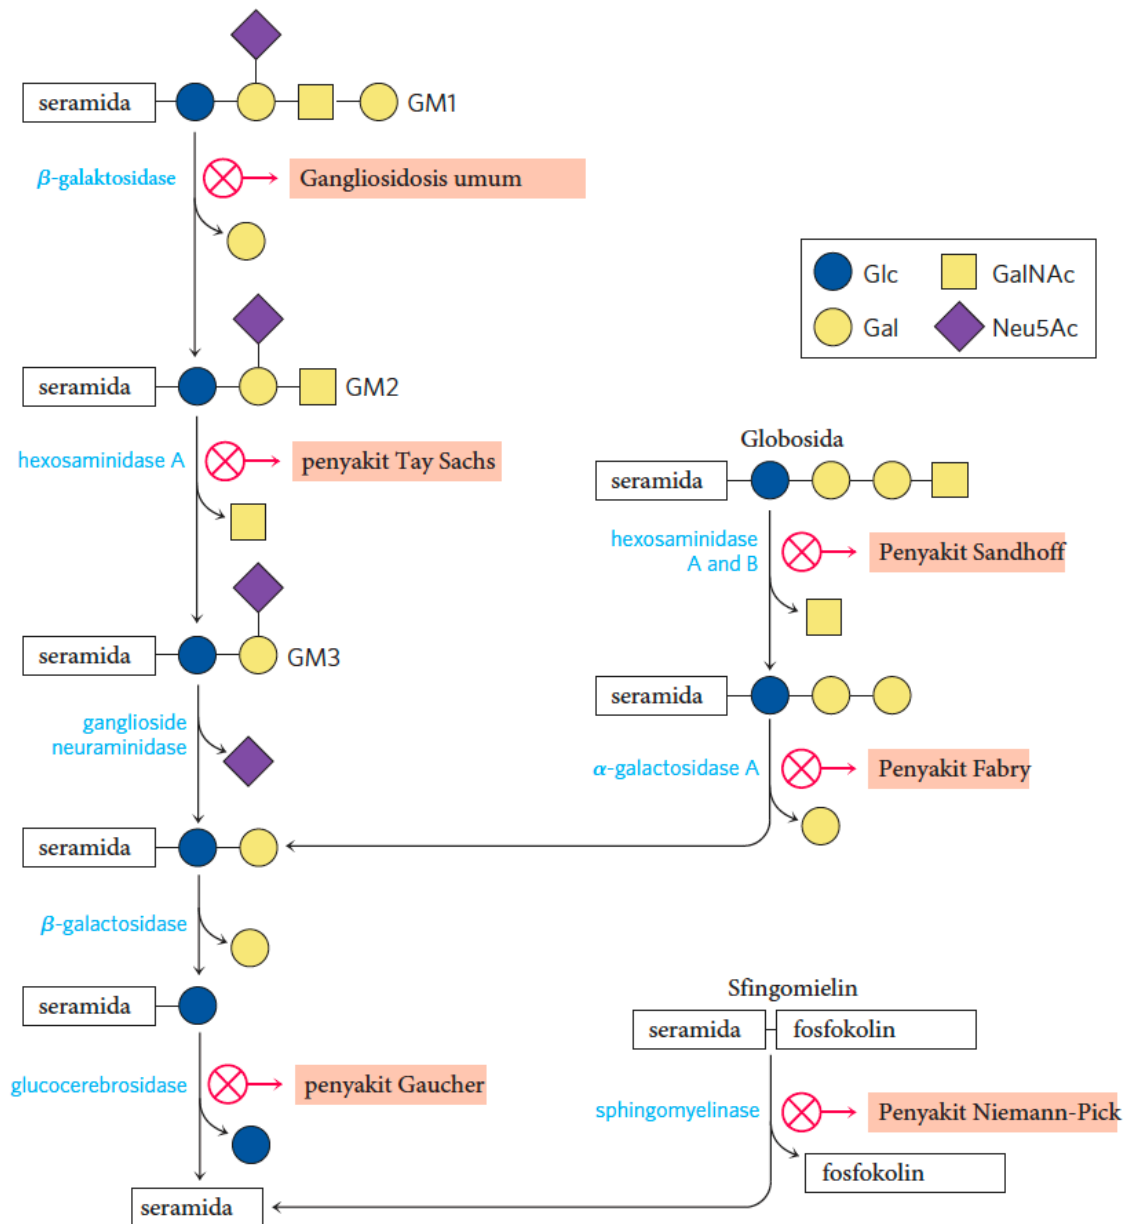 seramida
GM1
β-galaktosidase
Gangliosidosis umum
Glc
GalNAc
Gal
Neu5Ac
seramida
GM2
hexosaminidase A
penyakit Tay Sachs
seramida
GM3
ganglioside
neuraminidase
Globosida
seramida
hexosaminidase
A and B
Penyakit Sandhoff
seramida
α-galactosidase A
Penyakit Fabry
seramida
β-galactosidase
seramida
glucocerebrosidase
penyakit Gaucher
Sfingomielin
seramida
fosfokolin
sphingomyelinase
Penyakit Niemann-Pick
fosfokolin
seramida